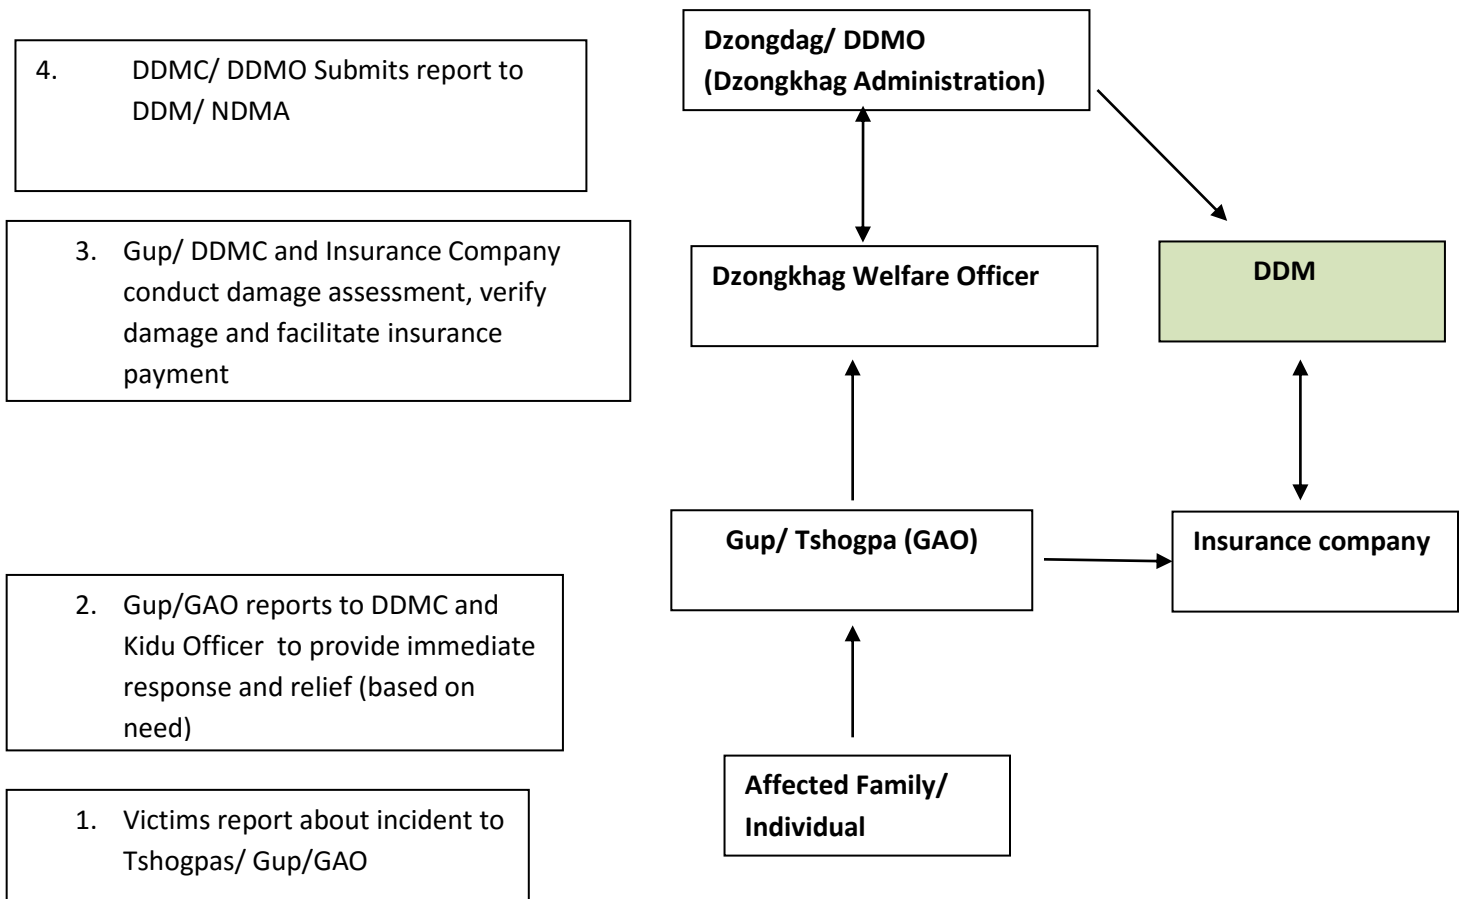 4. DDMC/ DDMO Submits report to
DDM/ NDMA
3. Gup/ DDMC and Insurance Company
conduct damage assessment, verify
damage and facilitate insurance
payment
2. Gup/GAO reports to DDMC and
Kidu Officer  to provide immediate
response and relief (based on
need)
1. Victims report about incident to
Tshogpas/ Gup/GAO
Dzongdag/ DDMO
(Dzongkhag Administration)
Dzongkhag Welfare Officer
DDM
Gup/ Tshogpa (GAO)
Insurance company
Affected Family/
Individual